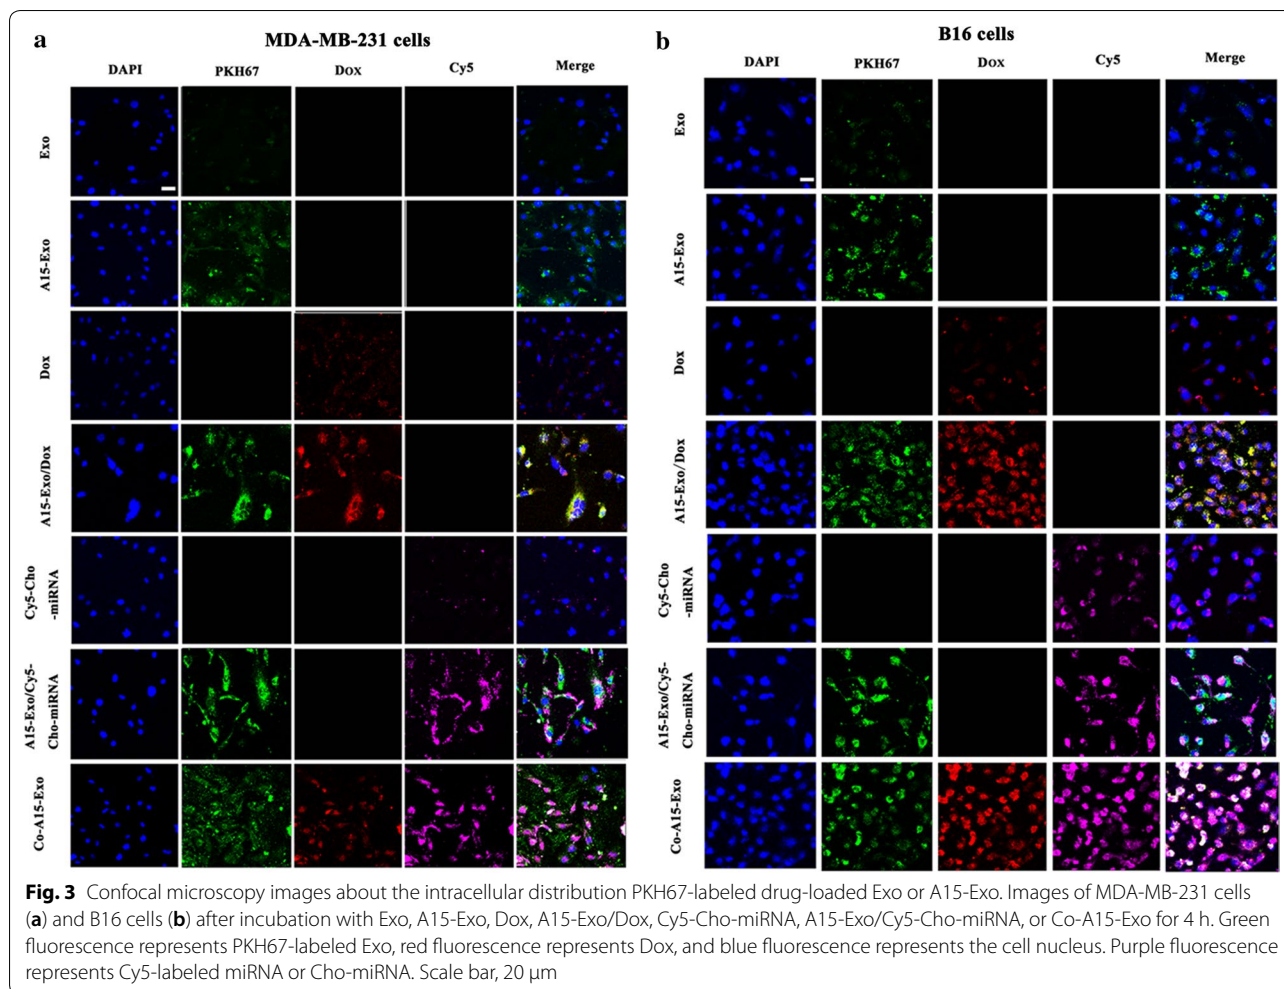 a
MDA-MB-231 cells
DAPI PKH67 Dox Cy5 Merge
Exo
A15-Exo
Dox
A15-Exo/Dox
Cy5-Cho
-miRNA
A15-Exo/Cy5-
Cho-miRNA
Co-A15-Exo
b
B16 cells
DAPI PKH67 Dox Cy5 Merge
Exo
A15-Exo
Dox
A15-Exo/Dox
Cy5-Cho
-miRNA
A15-Exo/Cy5-
Cho-miRNA
Co-A15-Exo
Fig. 3 Confocal microscopy images about the intracellular distribution PKH67-labeled drug-loaded Exo or A15-Exo. Images of MDA-MB-231 cells
(a) and B16 cells (b) after incubation with Exo, A15-Exo, Dox, A15-Exo/Dox, Cy5-Cho-miRNA, A15-Exo/Cy5-Cho-miRNA, or Co-A15-Exo for 4 h. Green
fluorescence represents PKH67-labeled Exo, red fluorescence represents Dox, and blue fluorescence represents the cell nucleus. Purple fluorescence
represents Cy5-labeled miRNA or Cho-miRNA. Scale bar, 20 μm